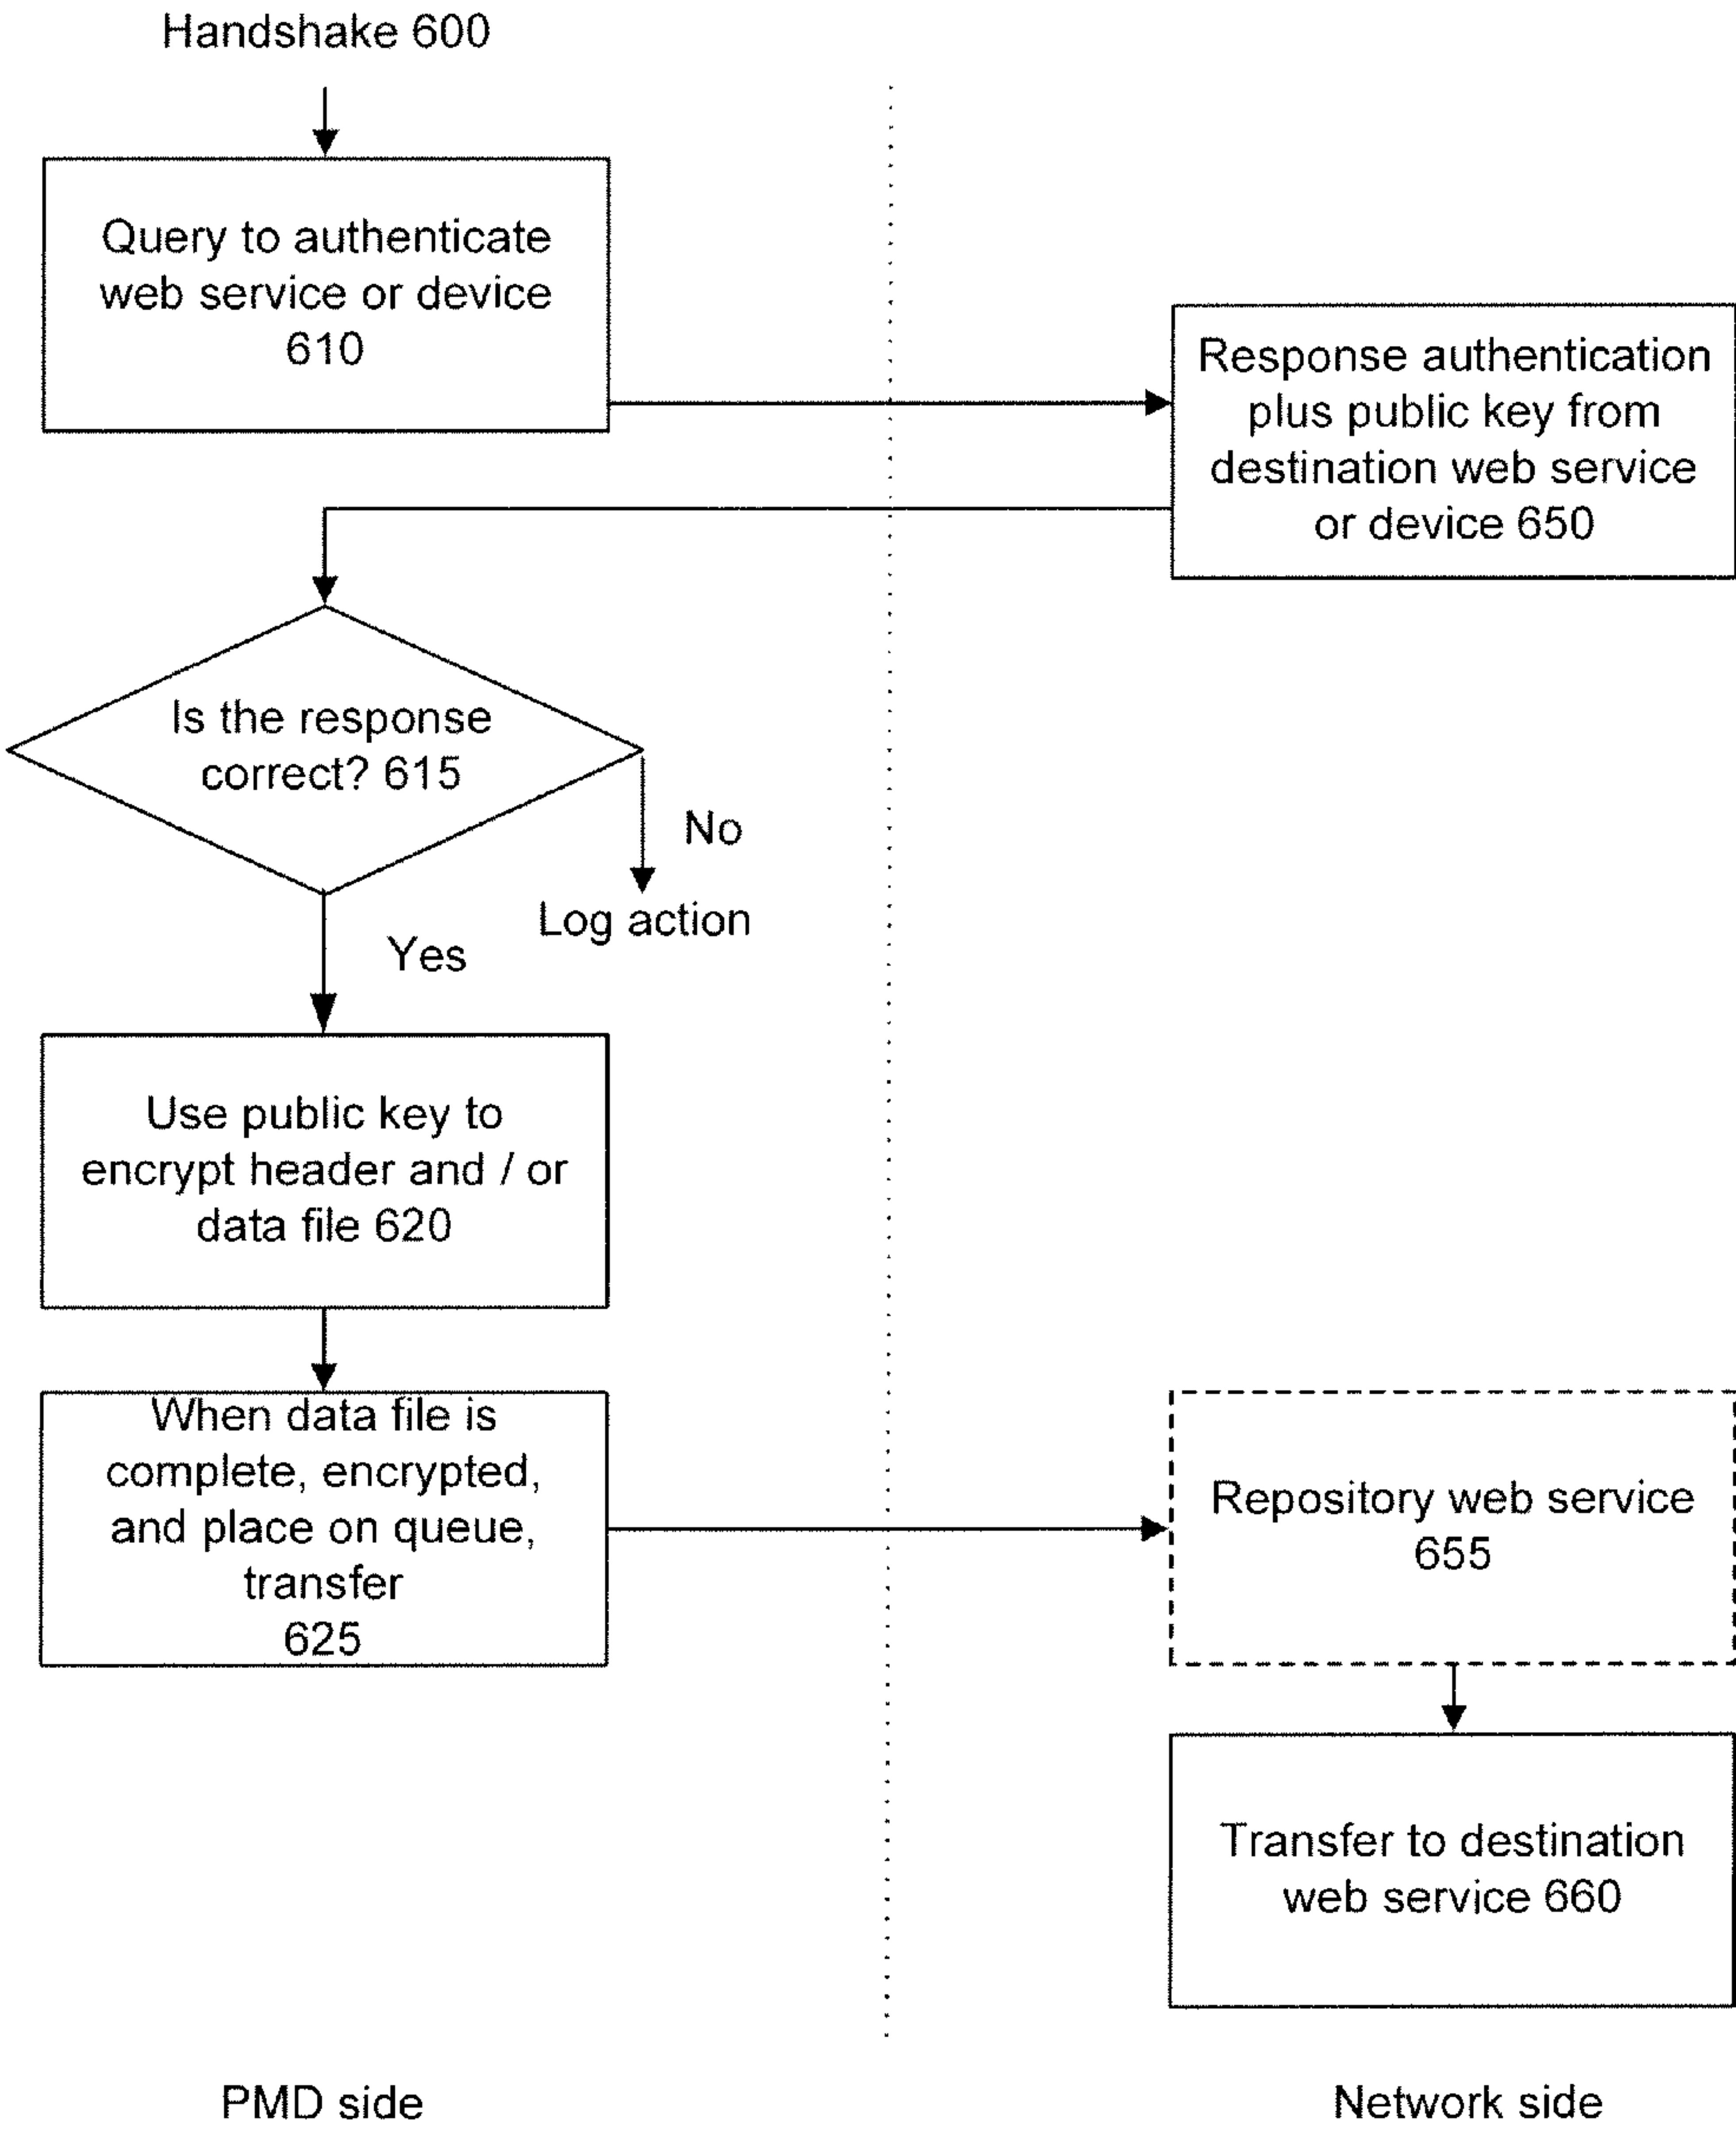 Handshake 600
Query to authenticate
web service or device
610
Response authentication
plus public key from
destination web service
or device 650
Is the response
correct? 615
No
Log action
Yes
Use public key to
encrypt header and / or
data file 620
When data file is
complete, encrypted,
and place on queue,
transfer
625
Repository web service
655
Transfer to destination
web service 660
PMD side
Network side